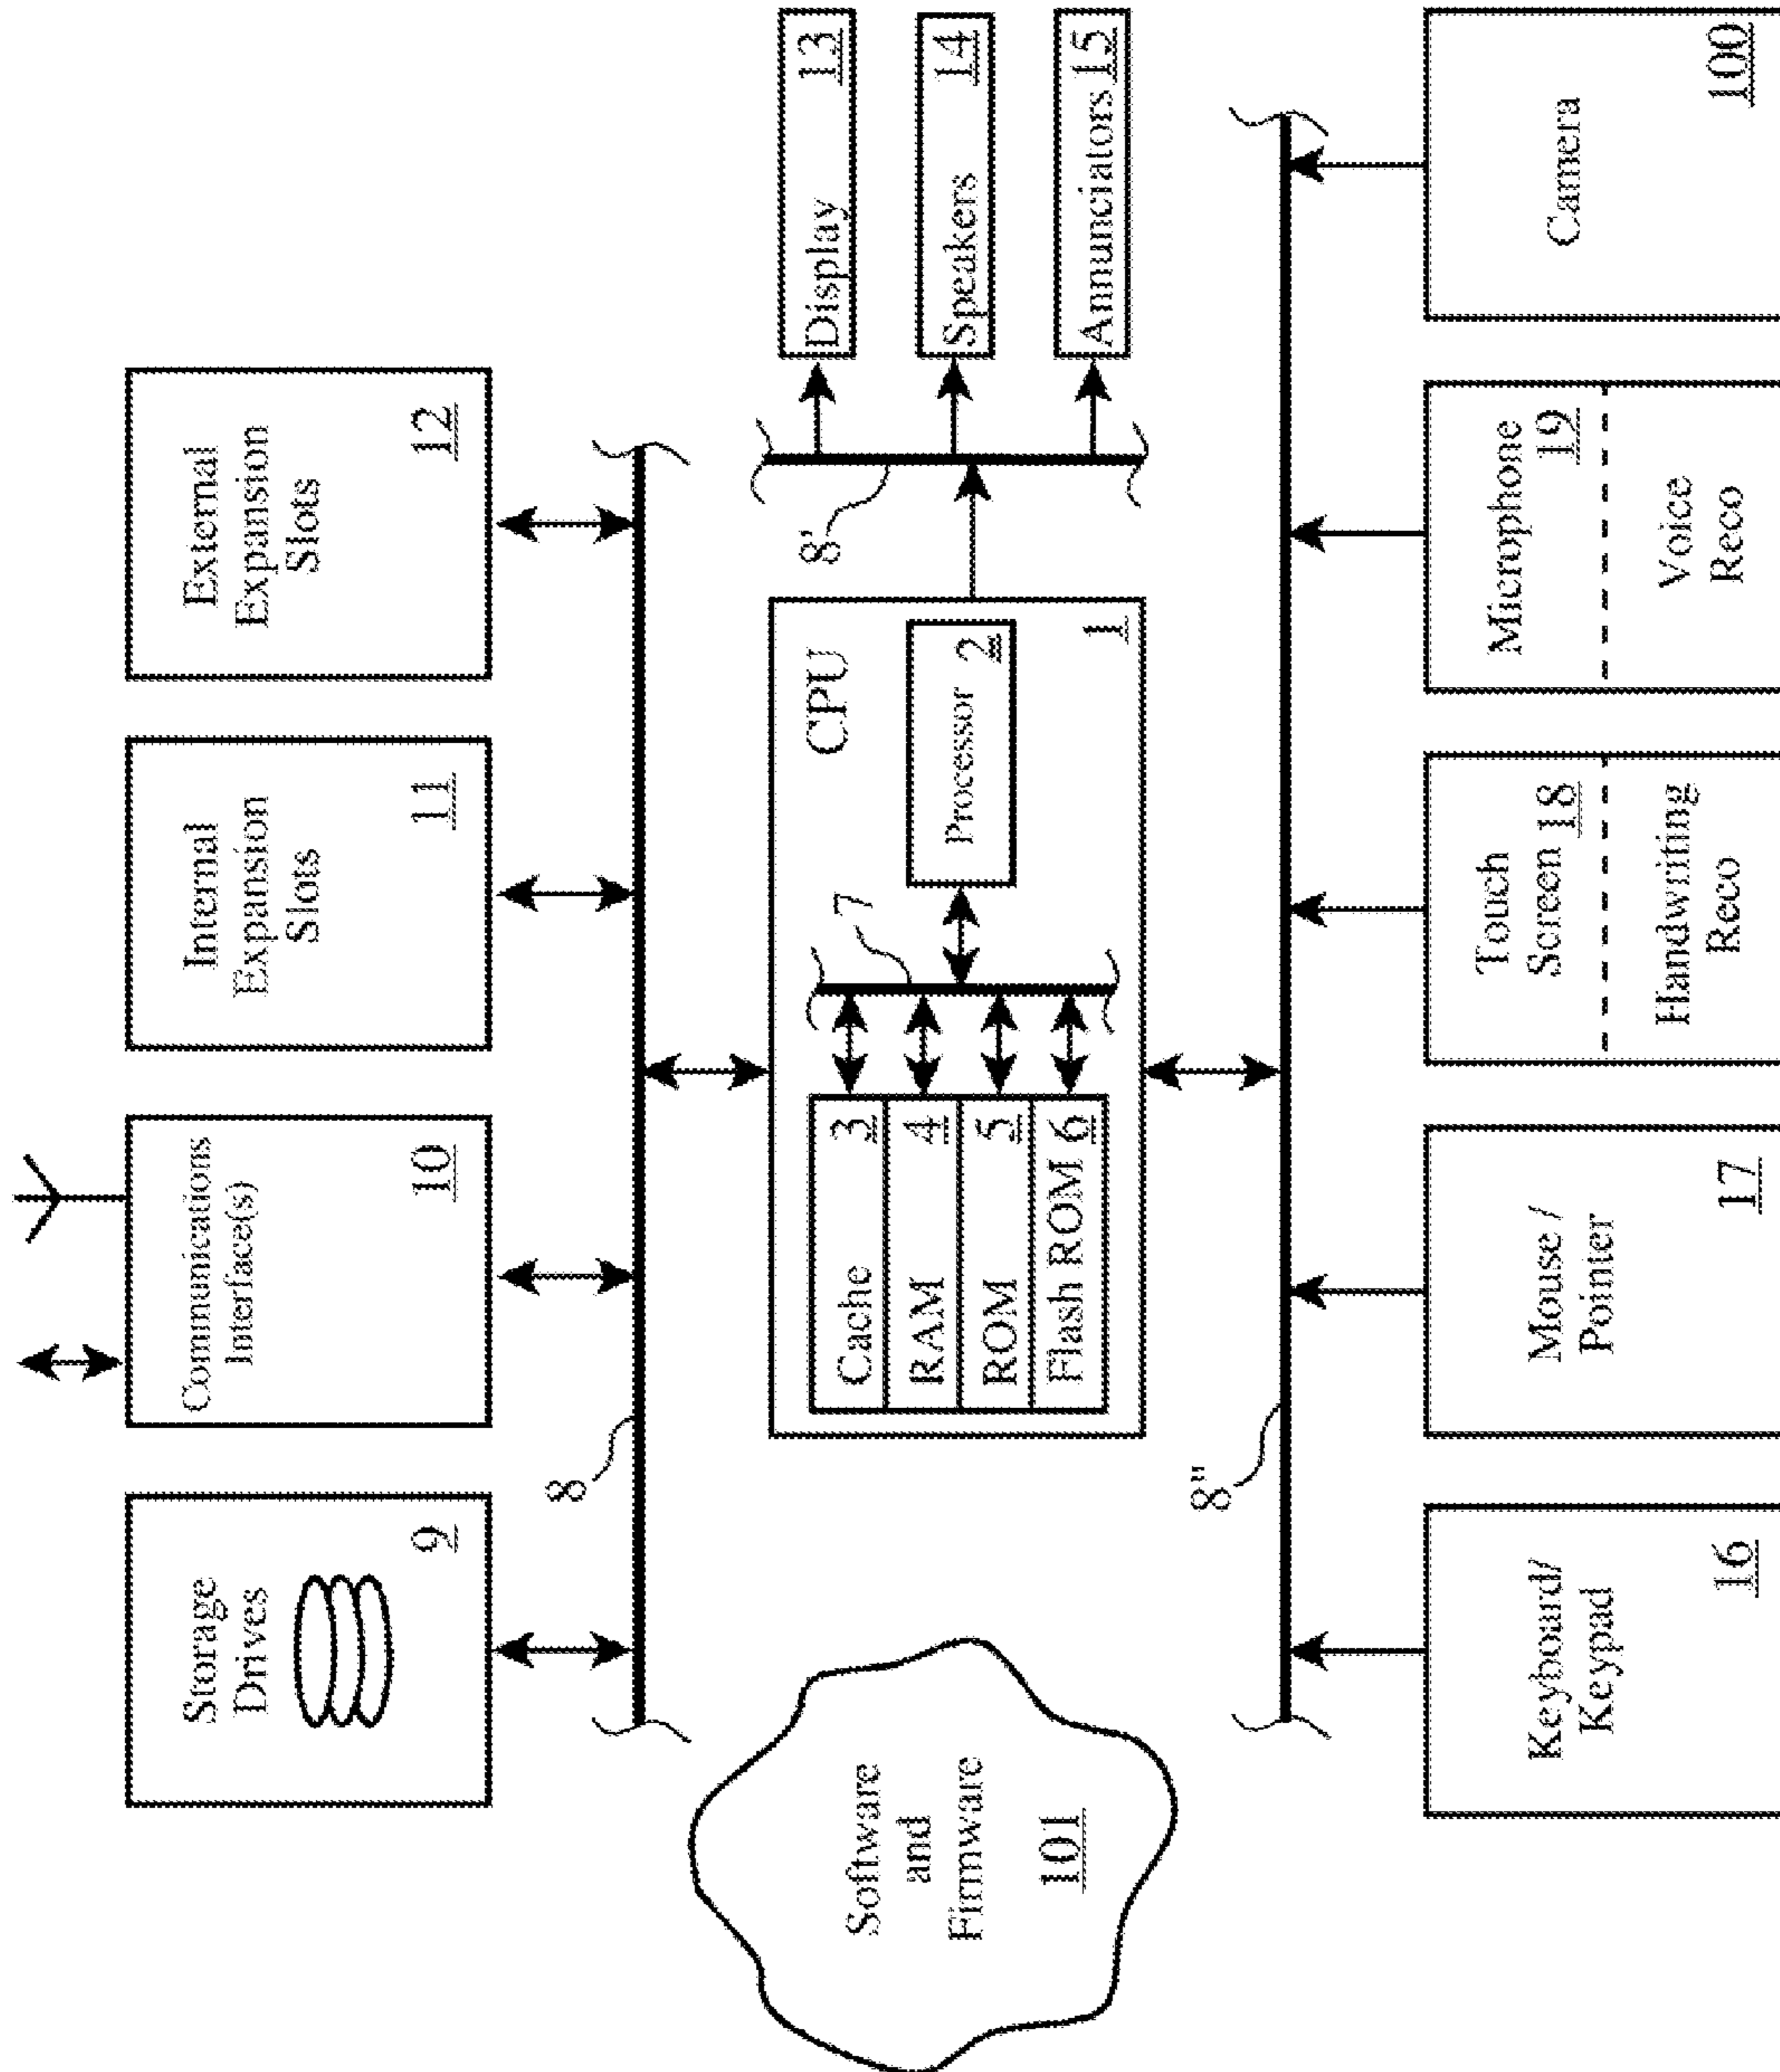 Storage
Drives
9
Communications
Interface(s)
10
Internal
Expansion
Slots
11
External
Expansion
Slots
12
8
Software
and
Firmware
101
CPU
Cache 3
RAM 4
ROM 5
Flash ROM 6
7
Processor 2
1
8'
Display 13
Speakers 14
Annunciators 15
8"
Keyboard/
Keypad
16
Mouse /
Pointer
17
Touch
Screen 18
Handwriting
Reco
Microphone
19
Voice
Reco
Camera
100